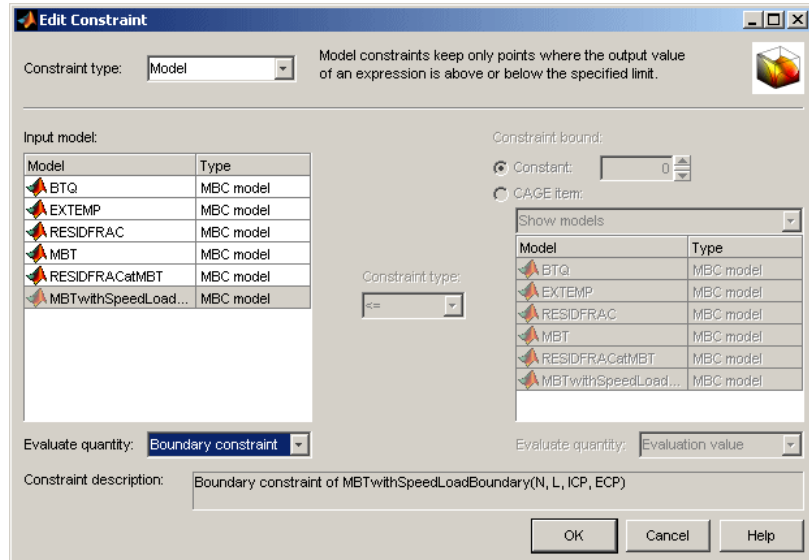 Edit Constraint
Constraint type: Model
Model constraints keep only points where the output value
of an expression is above or below the specified limit.
Input model:
Model Type
BTQ MBC model
EXTEMP MBC model
RESIDFRAC MBC model
MBT MBC model
RESIDFRACatMBT MBC model
MBTwithSpeedLoad... MBC model
Evaluate quantity: Boundary constraint
Constraint type:
<=
Constraint bound:
Constant: 0
CAGE item:
Show models
Model Type
BTQ MBC model
EXTEMP MBC model
RESIDFRAC MBC model
MBT MBC model
RESIDFRACatMBT MBC model
MBTwithSpeedLoad... MBC model
Evaluate quantity: Evaluation value
Constraint description: Boundary constraint of MBTwithSpeedLoadBoundary(N, L, ICP, ECP)
OK Cancel Help